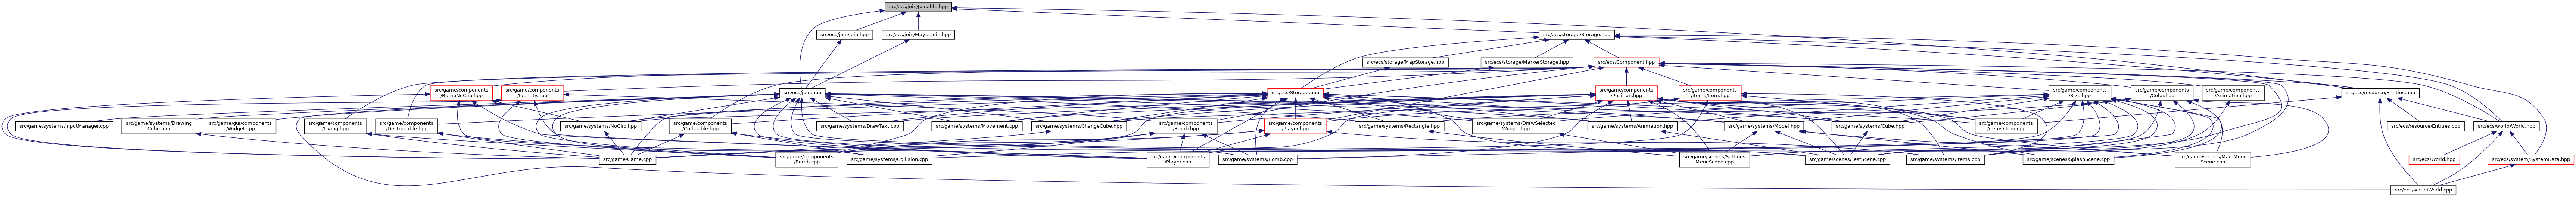 src/ecs/join/Joinable.hpp
src/ecs/join/Join.hpp
src/ecs/join/MaybeJoin.hpp
src/ecs/storage/Storage.hpp
src/ecs/storage/MapStorage.hpp
src/ecs/storage/MarkerStorage.hpp
src/ecs/Component.hpp
src/game/components
/BombNoClip.hpp
src/game/components
/Identity.hpp
src/ecs/join.hpp
src/ecs/Storage.hpp
src/game/components
/Position.hpp
src/game/components
/items/Item.hpp
src/game/components
/Size.hpp
src/game/components
/Color.hpp
src/game/components
/Animation.hpp
src/ecs/resource/Entities.hpp
src/game/systems/InputManager.cpp
src/game/systems/Drawing
Cube.hpp
src/game/gui/components
/Widget.cpp
src/game/components
/Living.hpp
src/game/components
/Destructible.hpp
src/game/systems/NoClip.hpp
src/game/components
/Collidable.hpp
src/game/systems/DrawText.cpp
src/game/systems/Movement.cpp
src/game/systems/ChangeCube.hpp
src/game/components
/Bomb.hpp
src/game/components
/Player.hpp
src/game/systems/Rectangle.hpp
src/game/systems/DrawSelected
Widget.hpp
src/game/systems/Animation.hpp
src/game/systems/Model.hpp
src/game/systems/Cube.hpp
src/game/components
/items/Item.cpp
src/ecs/resource/Entities.cpp
src/ecs/world/World.hpp
src/game/Game.cpp
src/game/components
/Bomb.cpp
src/game/systems/Collision.cpp
src/game/components
/Player.cpp
src/game/systems/Bomb.cpp
src/game/scenes/Settings
MenuScene.cpp
src/game/scenes/TestScene.cpp
src/game/systems/Items.cpp
src/game/scenes/SplashScene.cpp
src/game/scenes/MainMenu
Scene.cpp
src/ecs/World.hpp
src/ecs/system/SystemData.hpp
src/ecs/world/World.cpp